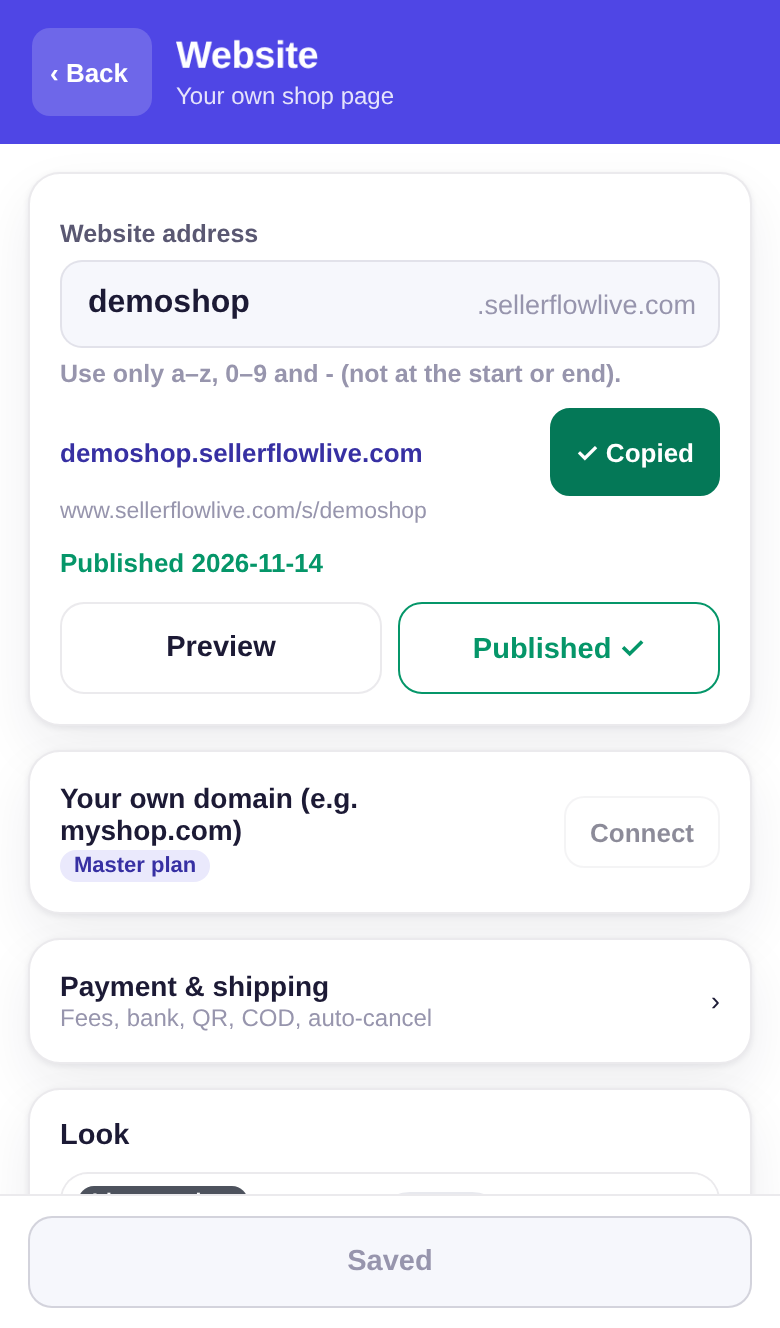 ‹ Back
Website
Your own shop page
Website address
demoshop
.sellerflowlive.com
Use only a–z, 0–9 and - (not at the start or end).
demoshop.sellerflowlive.com
✓ Copied
www.sellerflowlive.com/s/demoshop
Published 2026-11-14
Preview
Published ✓
Your own domain (e.g.
myshop.com)
Master plan
Connect
Payment & shipping
Fees, bank, QR, COD, auto-cancel
›
Look
Saved